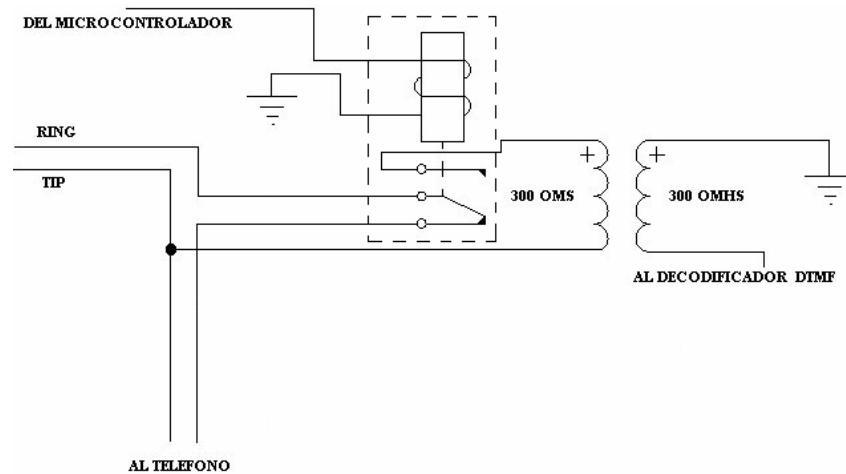 DEL MICROCONTROLADOR
RING
TIP
+
+
300 OMS
300 OMHS
AL DECODIFICADOR DTMF
AL TELEFONO